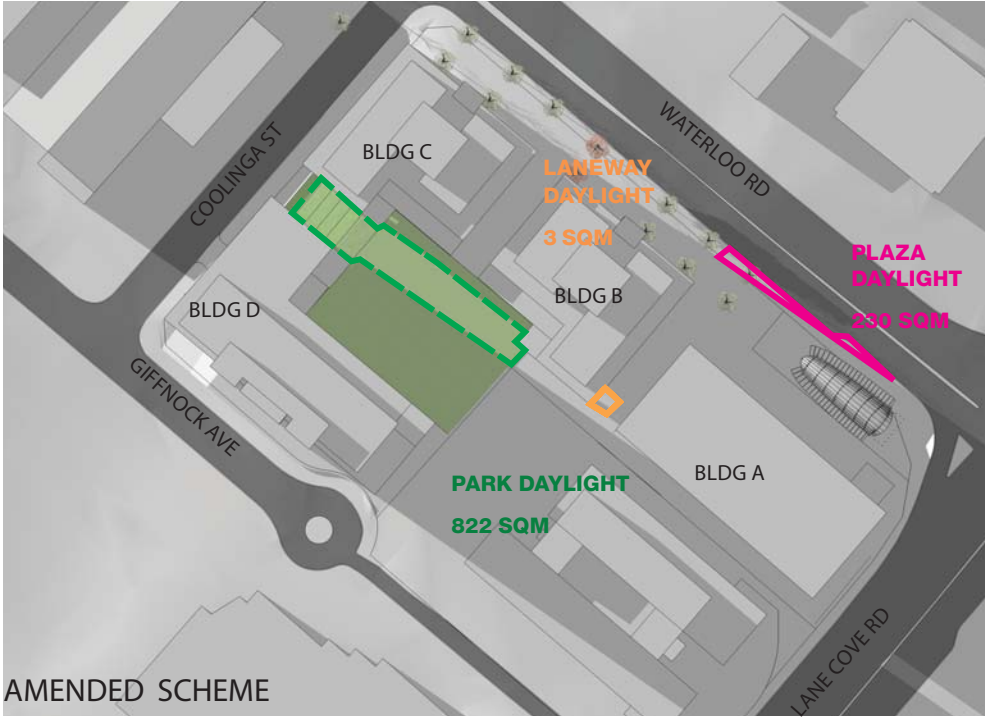 COOLINGA ST
BLDG C
WATERLOO RD
LANEWAY
DAYLIGHT
3 SQM
PLAZA
DAYLIGHT
230 SQM
BLDG B
BLDG D
GIFFNOCK AVE
BLDG A
PARK DAYLIGHT
822 SQM
LANE COVE RD
AMENDED SCHEME